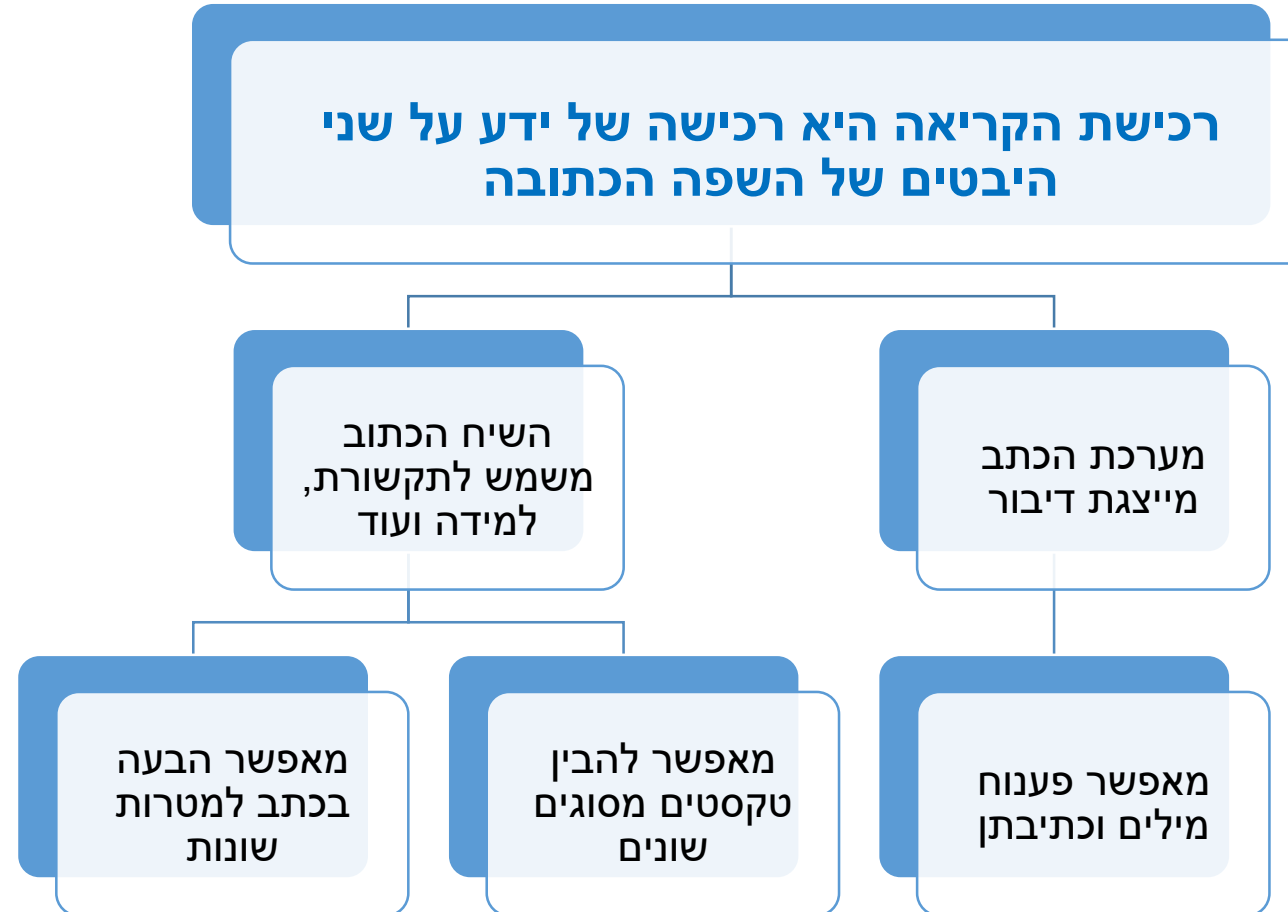 רכישת הקריאה היא רכישה של ידע על שני
היבטים של השפה הכתובה
מערכת הכתב
מייצגת דיבור
השיח הכתוב
משמש לתקשורת,
למידה ועוד
מאפשר פענוח
מילים וכתיבתן
מאפשר להבין
טקסטים מסוגים
שונים
מאפשר הבעה
בכתב למטרות
שונות